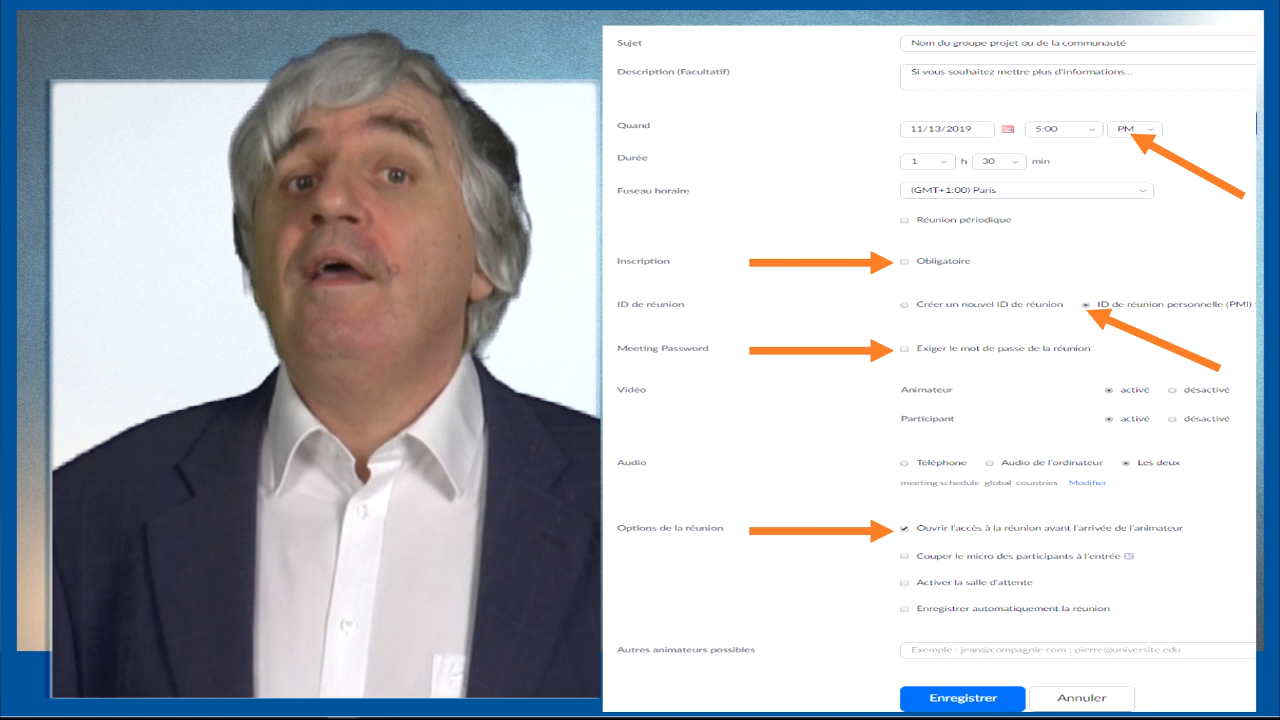 Sujet Nom du groupe projet ou de la communauté
Description (Facultatif) Si vous souhaitez mettre plus d'informations...
Quand 11/13/2019 5:00 PM
Durée 1 h 30 min
Fuseau horaire (GMT+1:00) Paris
Réunion périodique
Inscription Obligatoire
ID de réunion Créer un nouvel ID de réunion ID de réunion personnelle (PMI)
Meeting Password Exiger le mot de passe de la réunion
Vidéo Animateur activé désactivé
Participant activé désactivé
Audio Téléphone Audio de l'ordinateur Les deux
meeting.schedule_global_countries Modifier
Options de la réunion Ouvrir l'accès à la réunion avant l'arrivée de l'animateur
Couper le micro des participants à l'entrée
Activer la salle d'attente
Enregistrer automatiquement la réunion
Autres animateurs possibles Exemple : jean@compagnie.com ; pierre@universite.edu
Enregistrer Annuler